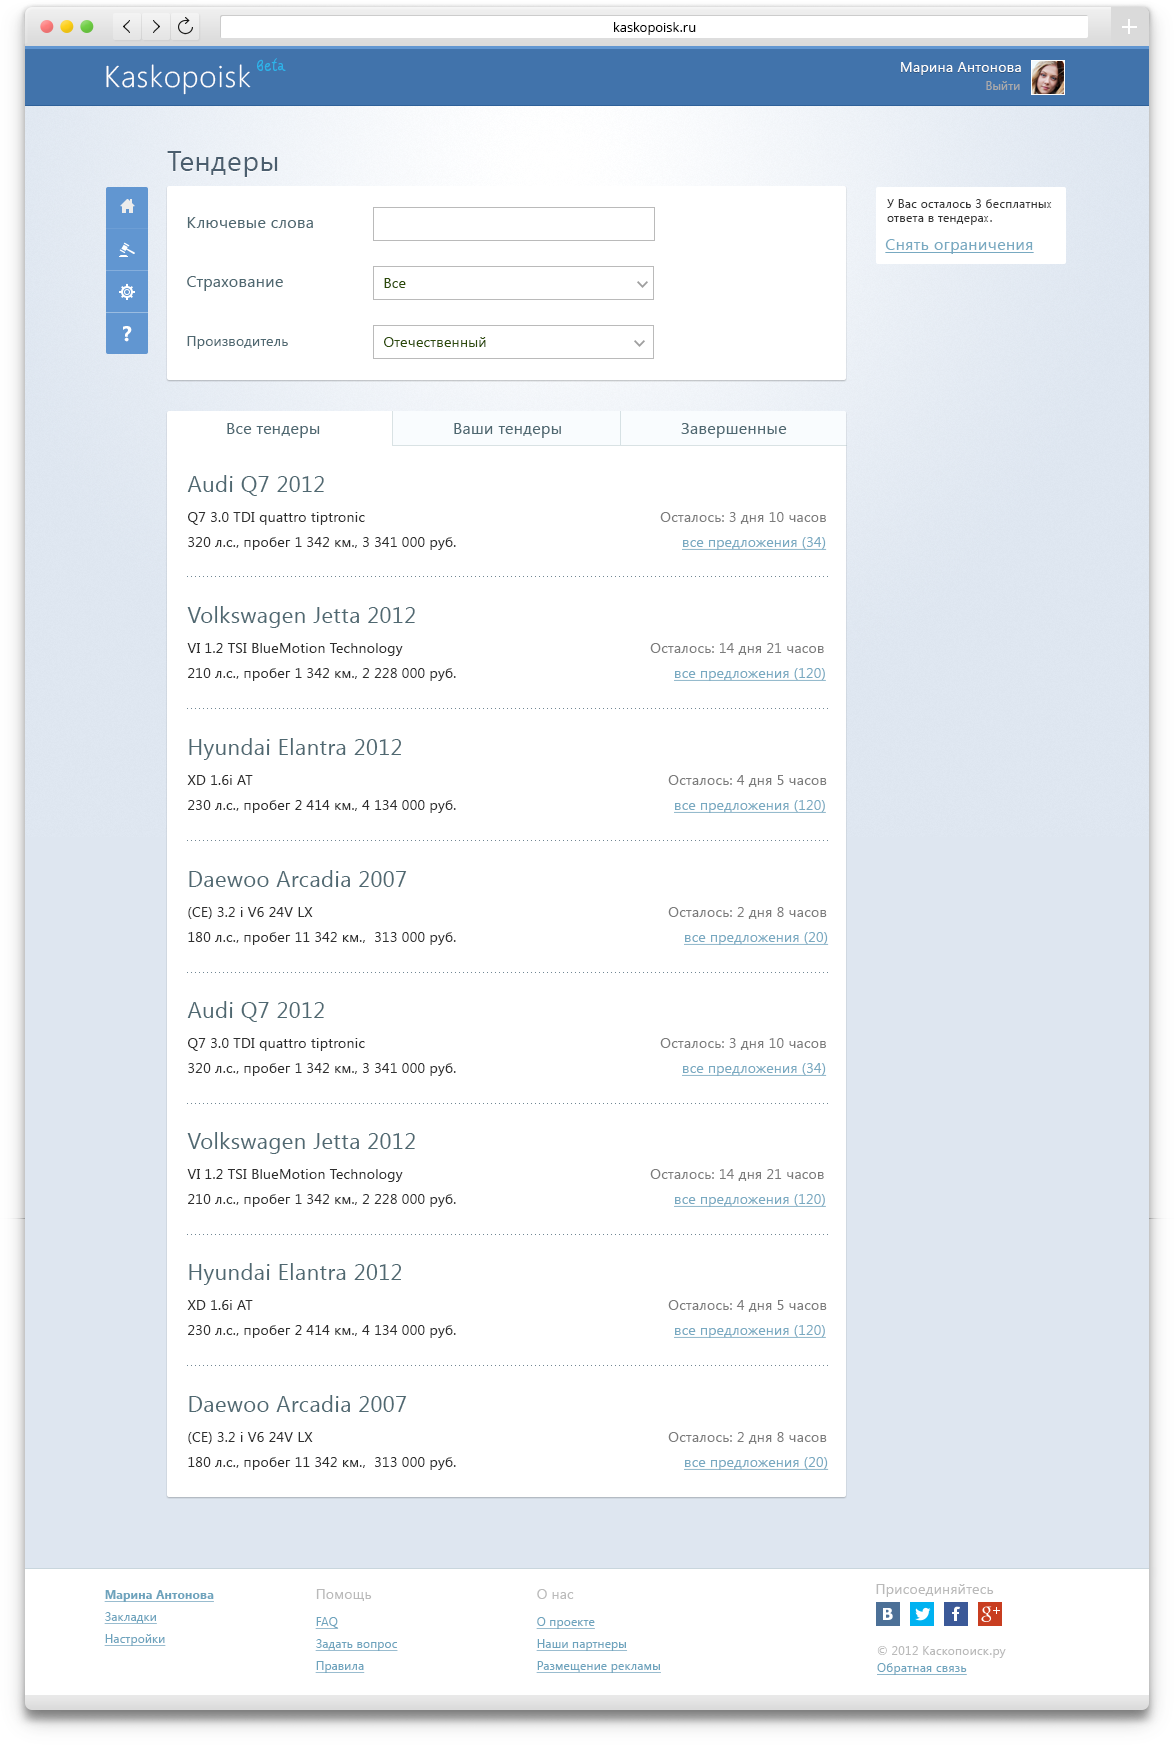 kaskopoisk.ru
Kaskopoisk Beta
Марина Антонова
Выйти
Тендеры
Ключевые слова
Страхование
Все
Производитель
Отечественный
У Вас осталось 3 бесплатных
ответа в тендерах.
Снять ограничения
Все тендеры
Ваши тендеры
Завершенные
Audi Q7 2012
Q7 3.0 TDI quattro tiptronic
Осталось: 3 дня 10 часов
320 л.с., пробег 1 342 км., 3 341 000 руб.
все предложения (34)
Volkswagen Jetta 2012
VI 1.2 TSI BlueMotion Technology
Осталось: 14 дня 21 часов
210 л.с., пробег 1 342 км., 2 228 000 руб.
все предложения (120)
Hyundai Elantra 2012
XD 1.6i AT
Осталось: 4 дня 5 часов
230 л.с., пробег 2 414 км., 4 134 000 руб.
все предложения (120)
Daewoo Arcadia 2007
(CE) 3.2 i V6 24V LX
Осталось: 2 дня 8 часов
180 л.с., пробег 11 342 км.,  313 000 руб.
все предложения (20)
Audi Q7 2012
Q7 3.0 TDI quattro tiptronic
Осталось: 3 дня 10 часов
320 л.с., пробег 1 342 км., 3 341 000 руб.
все предложения (34)
Volkswagen Jetta 2012
VI 1.2 TSI BlueMotion Technology
Осталось: 14 дня 21 часов
210 л.с., пробег 1 342 км., 2 228 000 руб.
все предложения (120)
Hyundai Elantra 2012
XD 1.6i AT
Осталось: 4 дня 5 часов
230 л.с., пробег 2 414 км., 4 134 000 руб.
все предложения (120)
Daewoo Arcadia 2007
(CE) 3.2 i V6 24V LX
Осталось: 2 дня 8 часов
180 л.с., пробег 11 342 км.,  313 000 руб.
все предложения (20)
Марина Антонова
Закладки
Настройки
Помощь
FAQ
Задать вопрос
Правила
О нас
О проекте
Наши партнеры
Размещение рекламы
Присоединяйтесь
© 2012 Каскопоиск.ру
Обратная связь